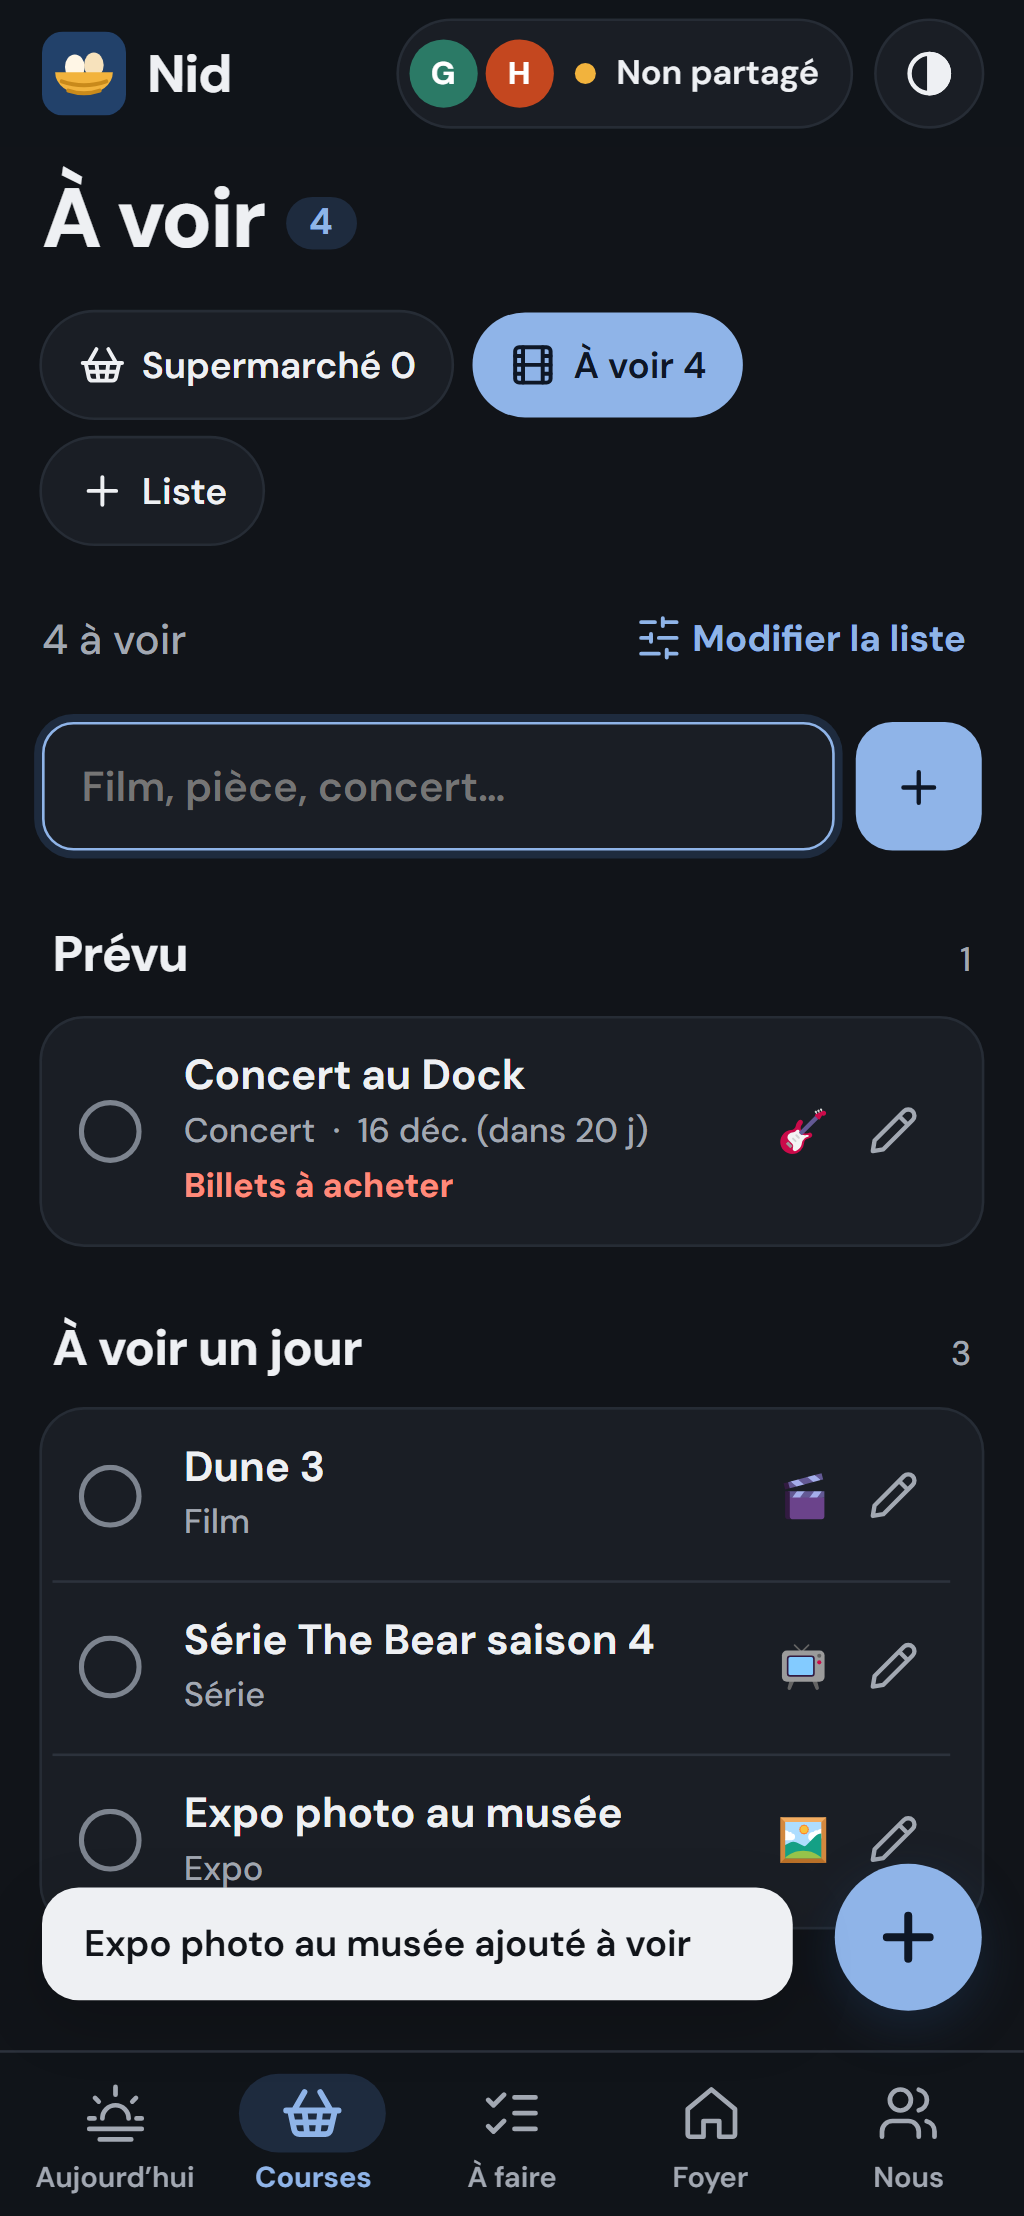 Nid
G H Non partagé
À voir 4
Supermarché 0
À voir 4
Liste
4 à voir
Modifier la liste
Film, pièce, concert…
Prévu 1
Concert au Dock
Concert · 16 déc. (dans 20 j)
Billets à acheter
À voir un jour 3
Dune 3
Film
Série The Bear saison 4
Série
Expo photo au musée
Expo
Expo photo au musée ajouté à voir
Aujourd’hui
Courses
À faire
Foyer
Nous